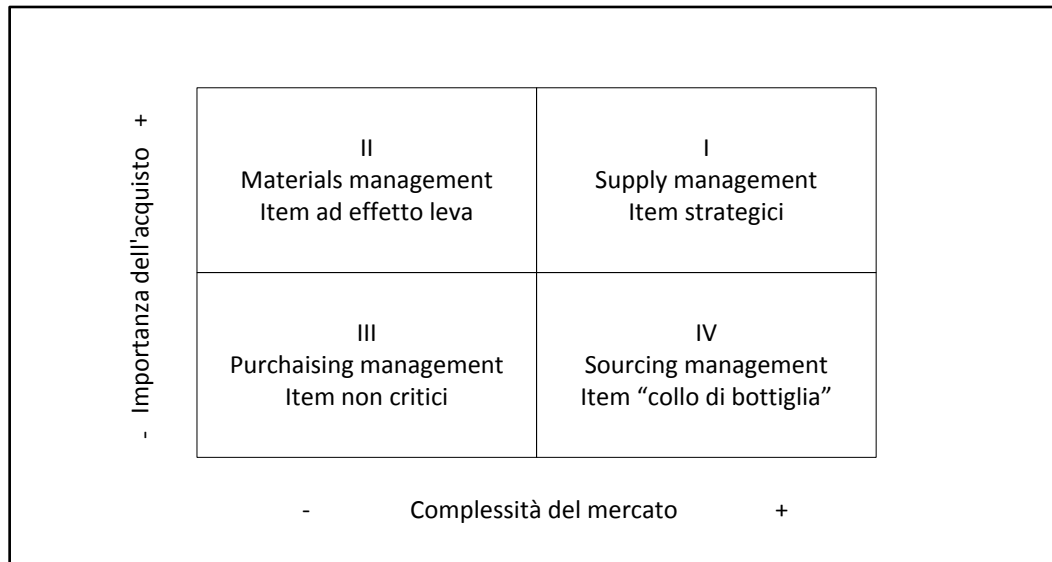 II
Materials management
Item ad effetto leva
I
Supply management
Item strategici
III
Purchaising management
Item non critici
IV
Sourcing management
Item “collo di bottiglia”
- Importanza dell'acquisto +
- Complessità del mercato +